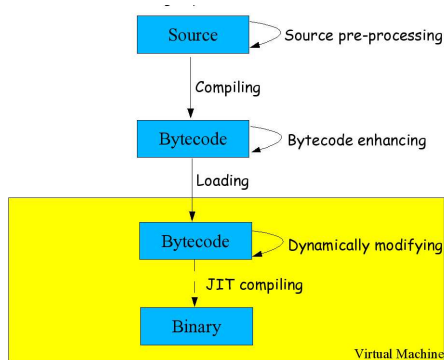 Source
Source pre-processing
Compiling
Bytecode
Bytecode enhancing
Loading
Bytecode
Dynamically modifying
JIT compiling
Binary
Virtual Machine